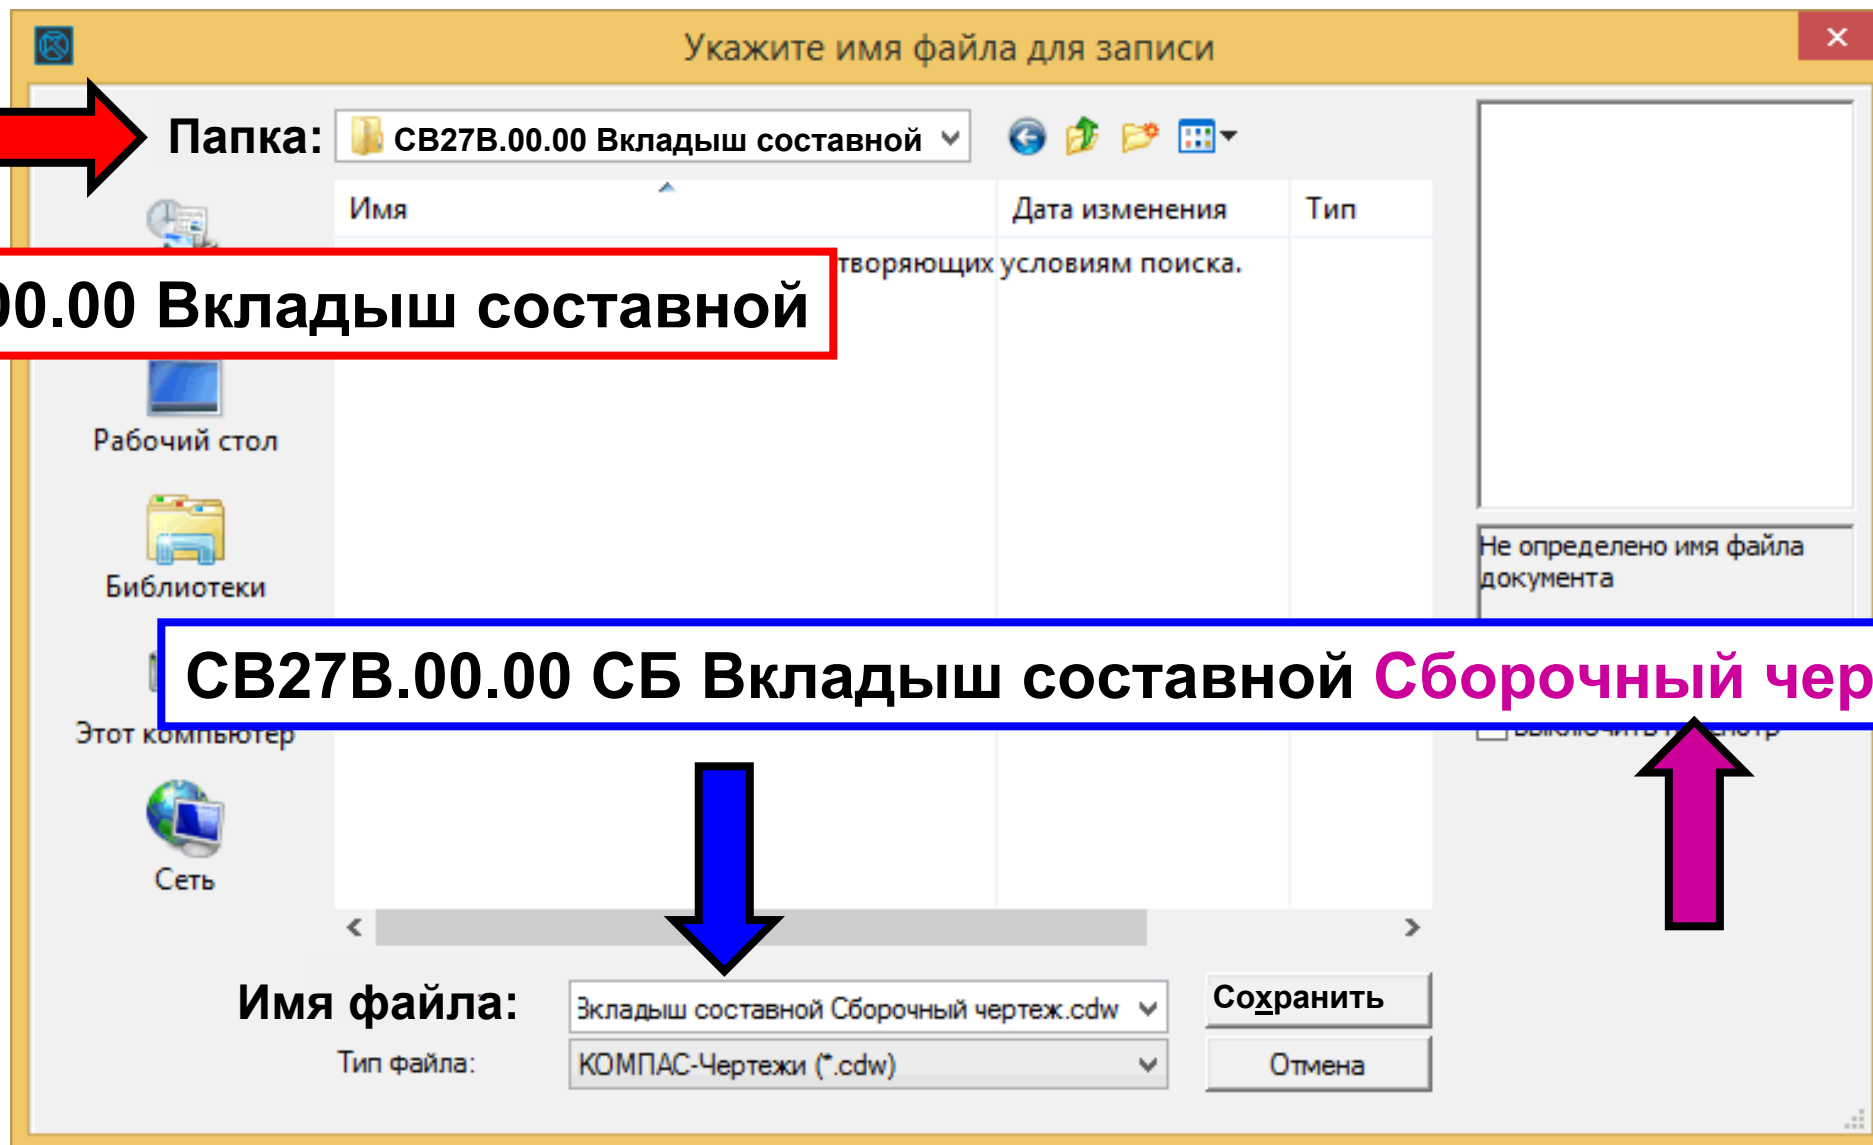 Укажите имя файла для записи
Папка: СВ27В.00.00 Вкладыш составной
Имя Дата изменения Тип
творяющих условиям поиска.
00.00 Вкладыш составной
Рабочий стол
Библиотеки
Не определено имя файла
документа
СВ27В.00.00 СБ Вкладыш составной Сборочный чер
Этот компьютер
Сеть
Имя файла: Вкладыш составной Сборочный чертеж.cdw Сохранить
Тип файла: КОМПАС-Чертежи (*.cdw) Отмена